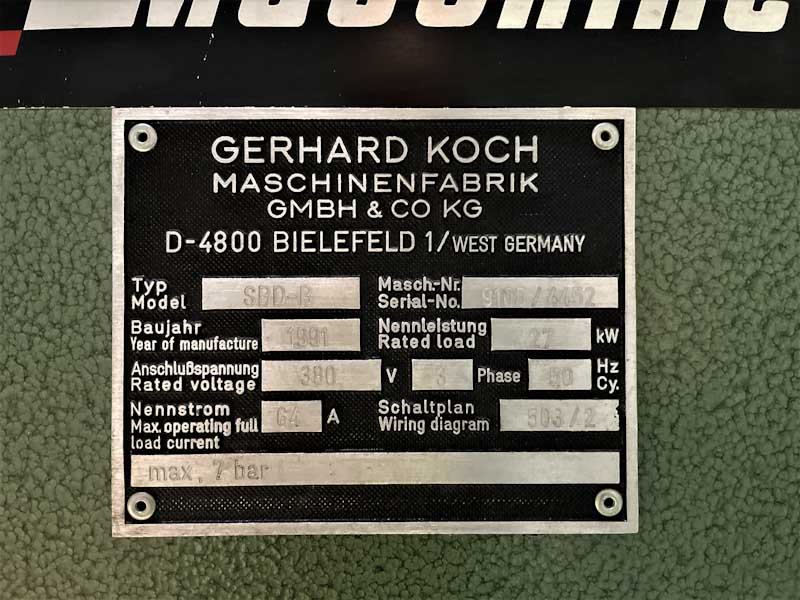 GERHARD KOCH
MASCHINENFABRIK
GMBH & CO KG
D-4800 BIELEFELD 1/WEST GERMANY
Typ
Model SBD-B
Masch.-Nr.
Serial-No.
Baujahr
Year of manufacture 1991
Nennleistung
Rated load 27 kW
Anschlußspannung
Rated voltage 380 V 3 Phase 50 Hz
Cy.
Nennstrom
Max. operating full 64 A
load current
Schaltplan
Wiring diagram 503/2
max, 7 bar